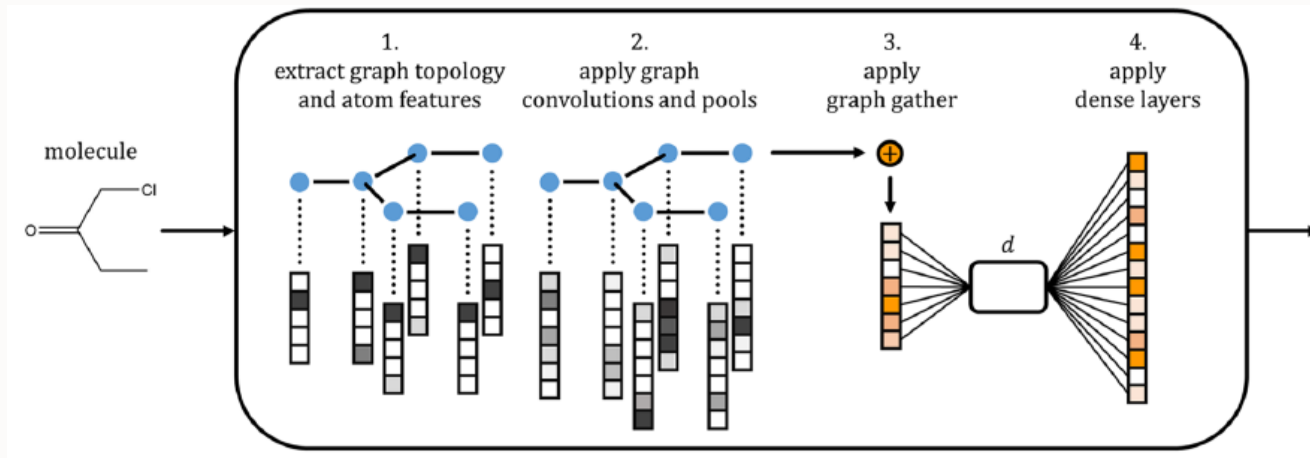 1.
extract graph topology
and atom features
2.
apply graph
convolutions and pools
3.
apply
graph gather
4.
apply
dense layers
molecule
Cl
O
+
d